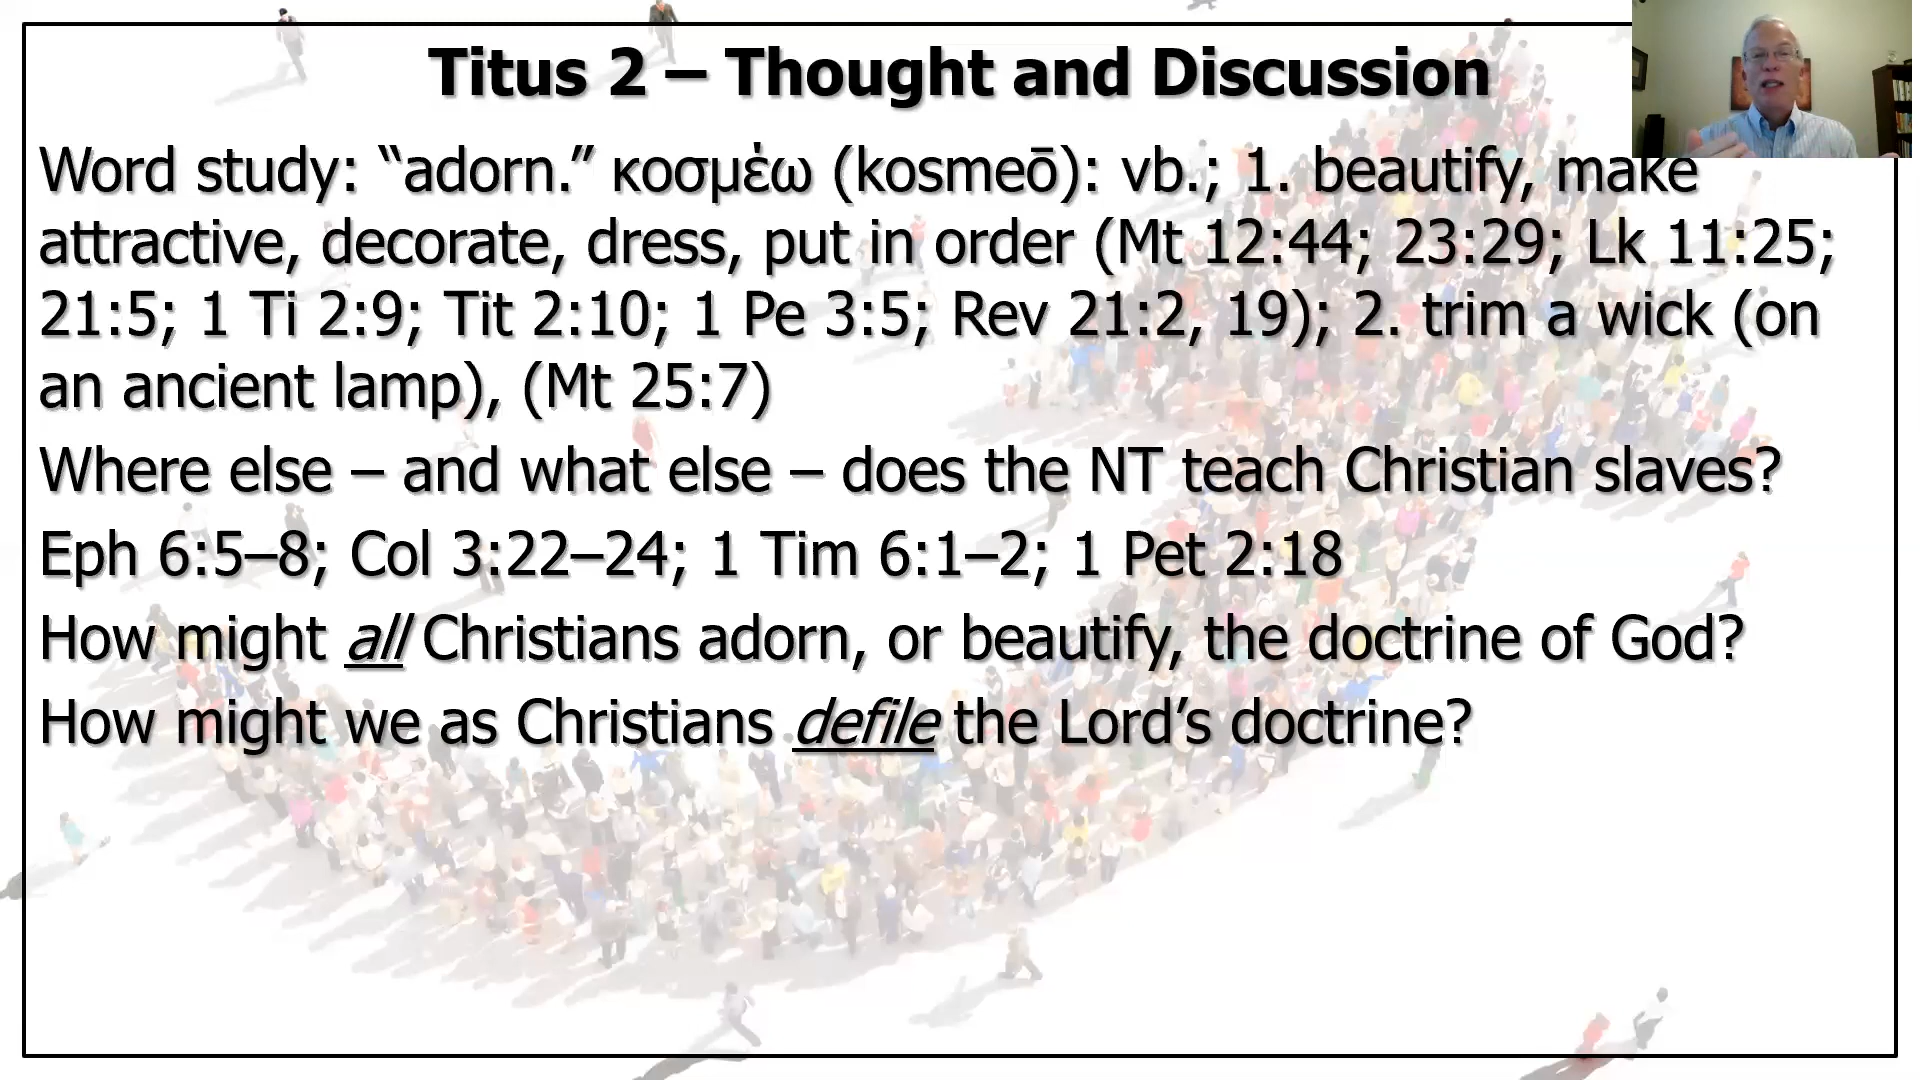 Titus 2 – Thought and Discussion
Word study: “adorn.” κοσμέω (kosmeō): vb.; 1. beautify, make
attractive, decorate, dress, put in order (Mt 12:44; 23:29; Lk 11:25;
21:5; 1 Ti 2:9; Tit 2:10; 1 Pe 3:5; Rev 21:2, 19); 2. trim a wick (on
an ancient lamp), (Mt 25:7)
Where else – and what else – does the NT teach Christian slaves?
Eph 6:5–8; Col 3:22–24; 1 Tim 6:1–2; 1 Pet 2:18
How might all Christians adorn, or beautify, the doctrine of God?
How might we as Christians defile the Lord’s doctrine?